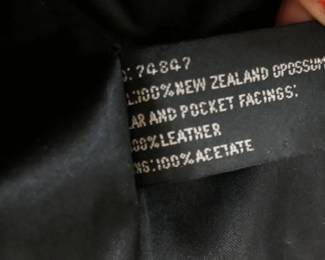 : 74847
L:100% NEW ZEALAND OPOSSUM
LAR AND POCKET FACINGS:
00% LEATHER
NG:100% ACETATE